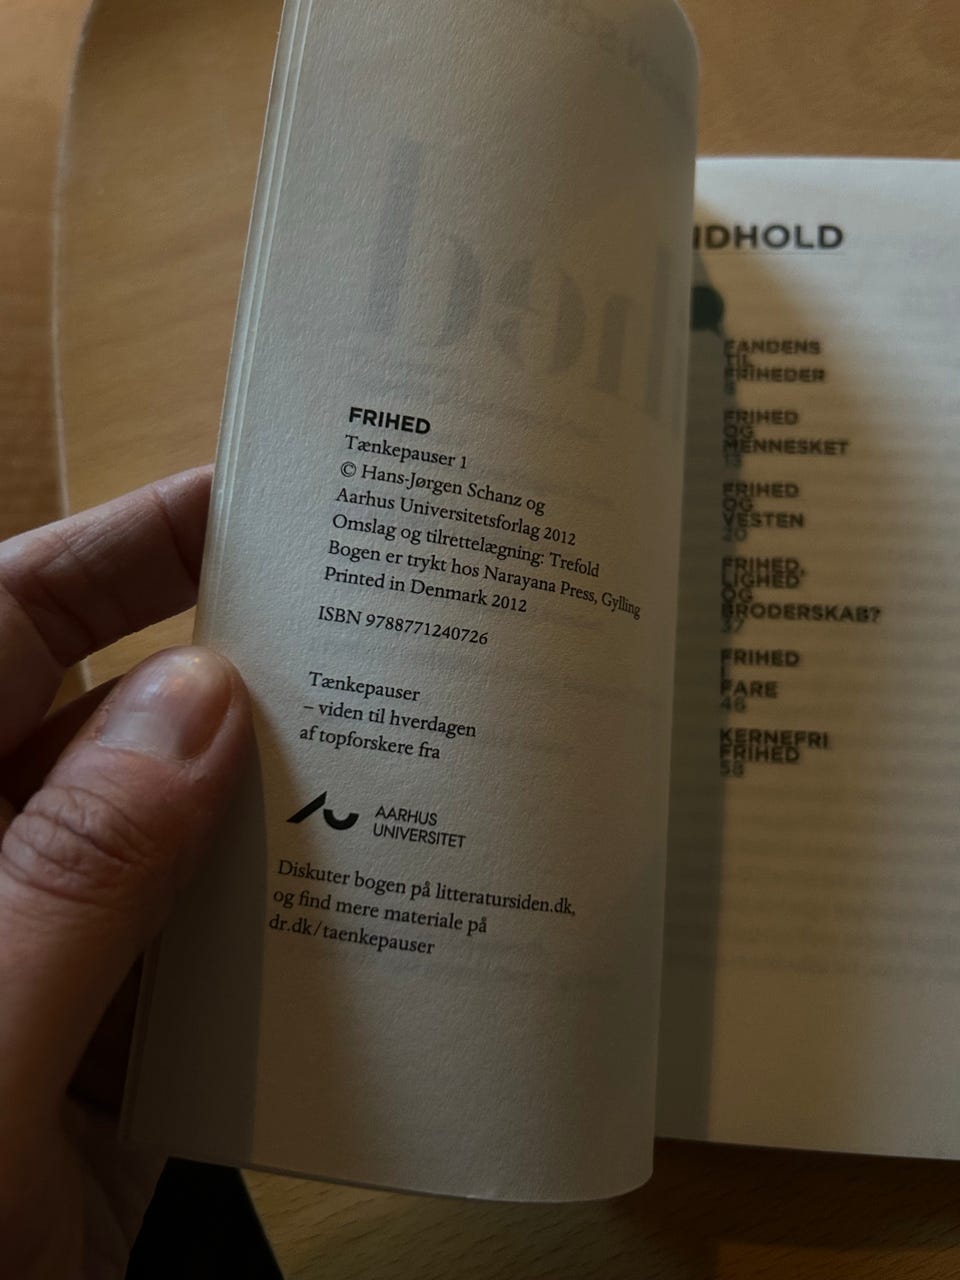 FRIHED
Tænkepauser 1
© Hans-Jørgen Schanz og
Aarhus Universitetsforlag 2012
Omslag og tilrettelægning: Trefold
Bogen er trykt hos Narayana Press, Gylling
Printed in Denmark 2012
ISBN 9788771240726
Tænkepauser
– viden til hverdagen
af topforskere fra
AARHUS
UNIVERSITET
Diskuter bogen på litteratursiden.dk,
og find mere materiale på
dr.dk/taenkepauser
NDHOLD
FANDENS
TIL
FRIHEDER
FRIHED
OG
MENNESKET
FRIHED
OG
VESTEN
20
FRIHED,
LIGHED
OG
BRODERSKAB?
37
FRIHED
I
FARE
46
KERNEFRI
FRIHED
58